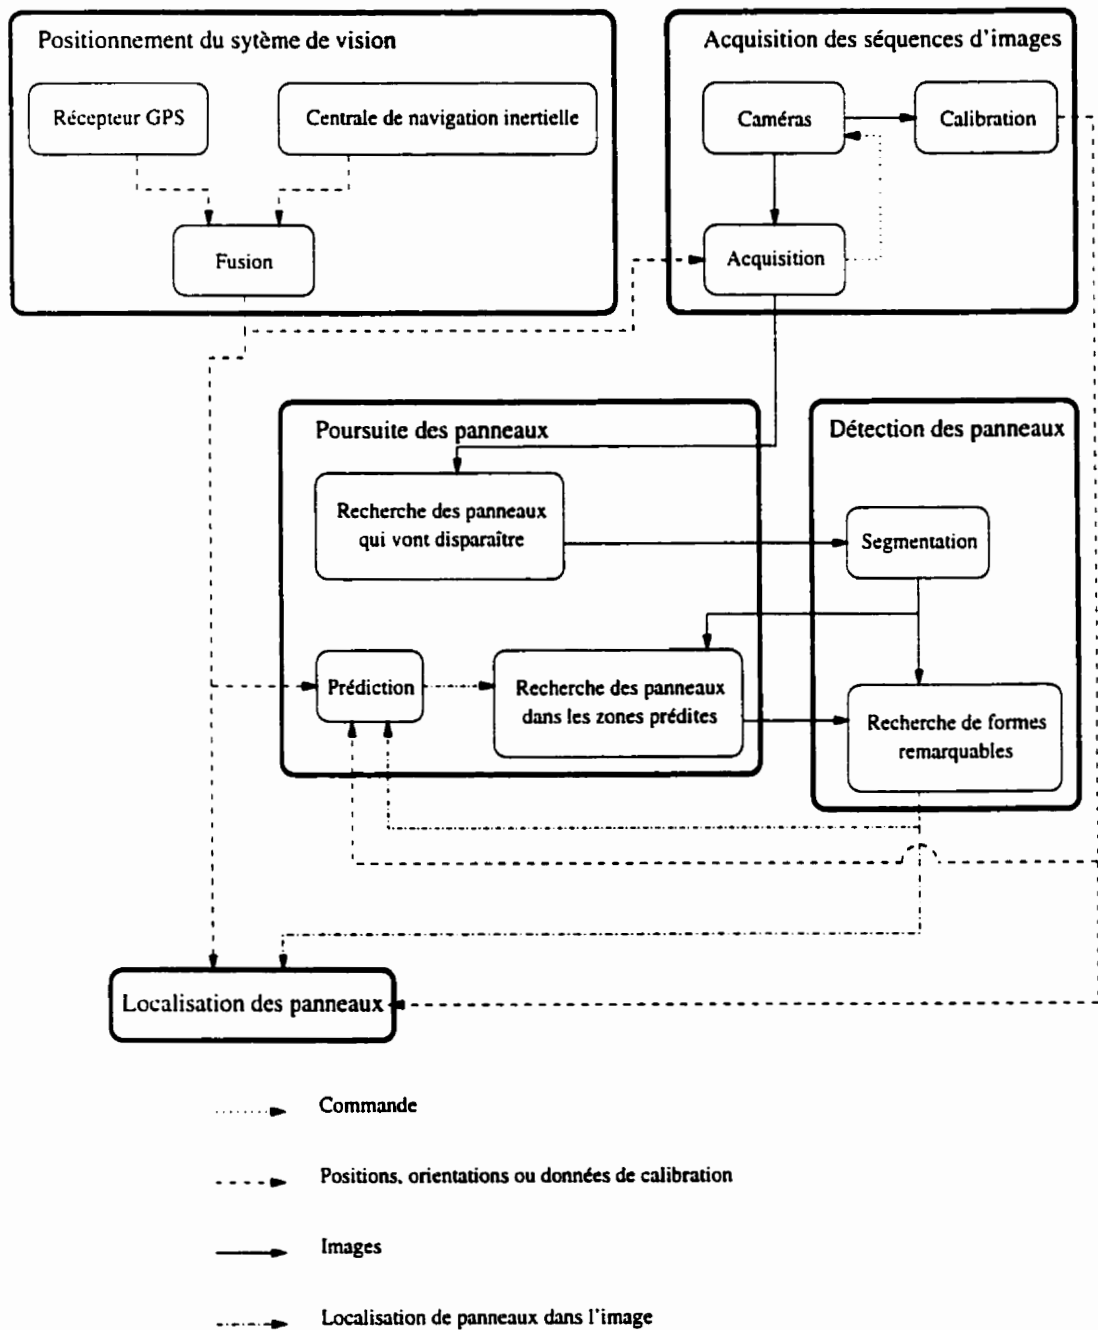 Positionnement du sytème de vision
Récepteur GPS
Centrale de navigation inertielle
Fusion
Acquisition des séquences d'images
Caméras
Calibration
Acquisition
Poursuite des panneaux
Recherche des panneaux
qui vont disparaître
Prédiction
Recherche des panneaux
dans les zones prédites
Détection des panneaux
Segmentation
Recherche de formes
remarquables
Localisation des panneaux
Commande
Positions, orientations ou données de calibration
Images
Localisation de panneaux dans l'image